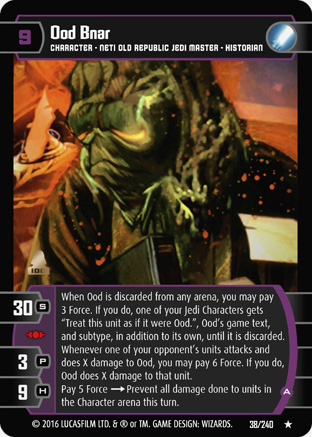 9
Ood Bnar
CHARACTER - NETI OLD REPUBLIC JEDI MASTER - HISTORIAN
30 S
3 P
9 H
When Ood is discarded from any arena, you may pay
3 Force. If you do, one of your Jedi Characters gets
“Treat this unit as if it were Ood.”, Ood's game text,
and subtype, in addition to its own, until it is discarded.
Whenever one of your opponent's units attacks and
does X damage to Ood, you may pay 6 Force. If you do,
Ood does X damage to that unit.
Pay 5 Force → Prevent all damage done to units in
the Character arena this turn.
A
© 2016 LUCASFILM LTD. & ® or TM. GAME DESIGN: WIZARDS.
38/240 ★